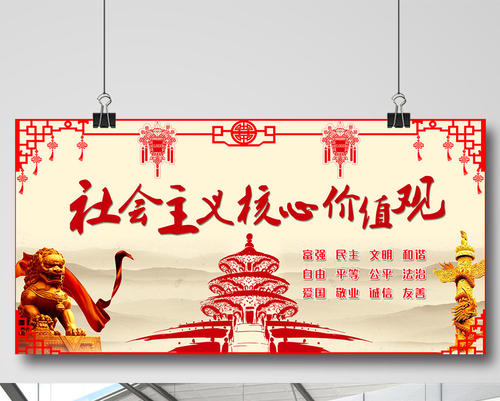 社会主义核心价值观
富强 民主 文明 和谐
自由 平等 公平 法治
爱国 敬业 诚信 友善